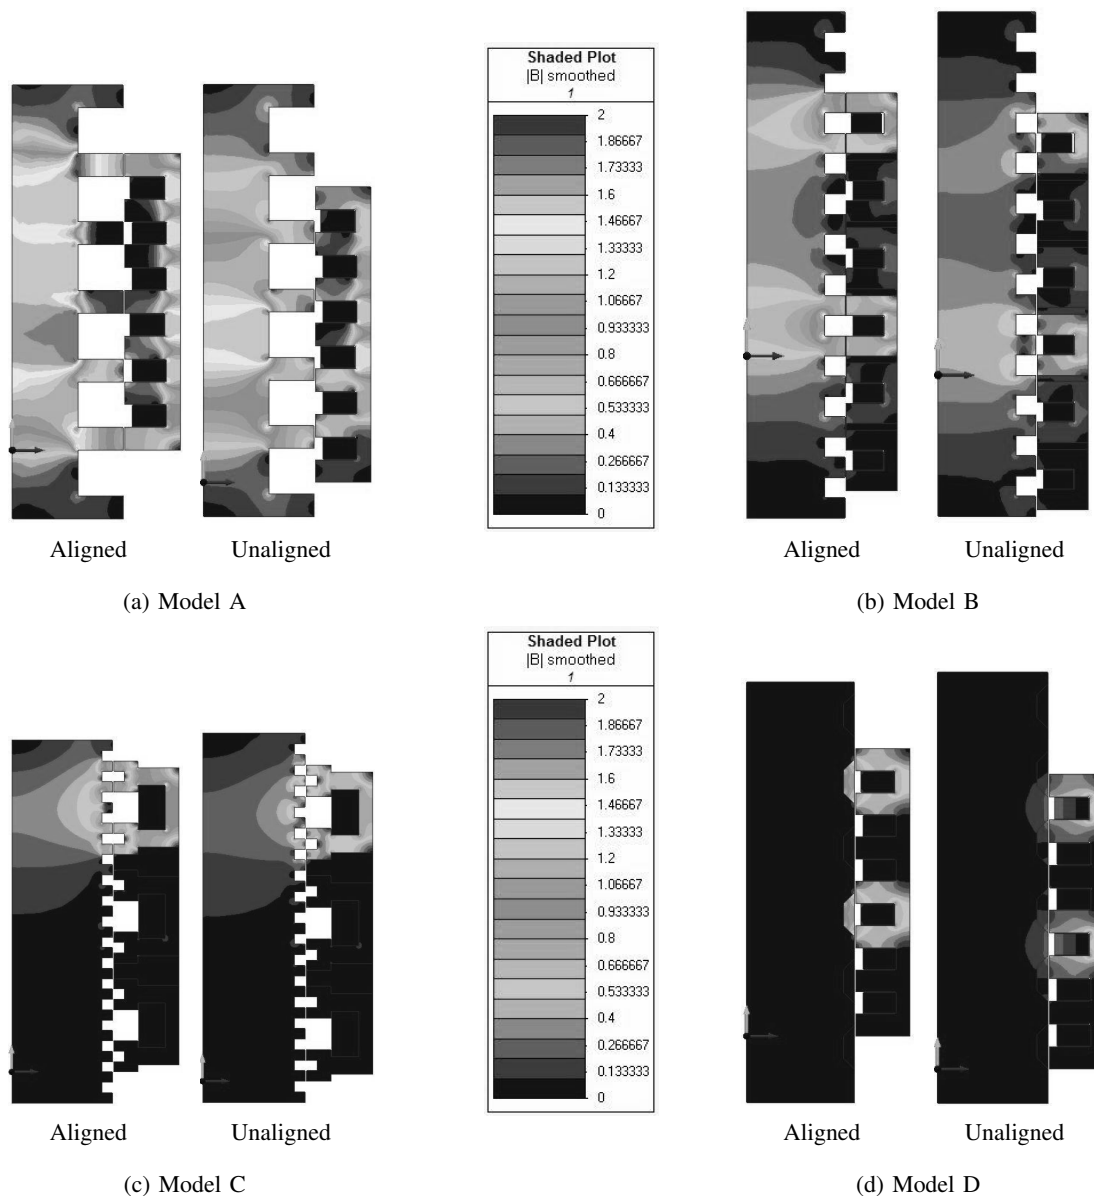 Shaded Plot
|B| smoothed
1
2
1.86667
1.73333
1.6
1.46667
1.33333
1.2
1.06667
0.933333
0.8
0.666667
0.533333
0.4
0.266667
0.133333
0
Aligned
Unaligned
Aligned
Unaligned
(a) Model A
(b) Model B
Shaded Plot
|B| smoothed
1
2
1.86667
1.73333
1.6
1.46667
1.33333
1.2
1.06667
0.933333
0.8
0.666667
0.533333
0.4
0.266667
0.133333
0
Aligned
Unaligned
Aligned
Unaligned
(c) Model C
(d) Model D